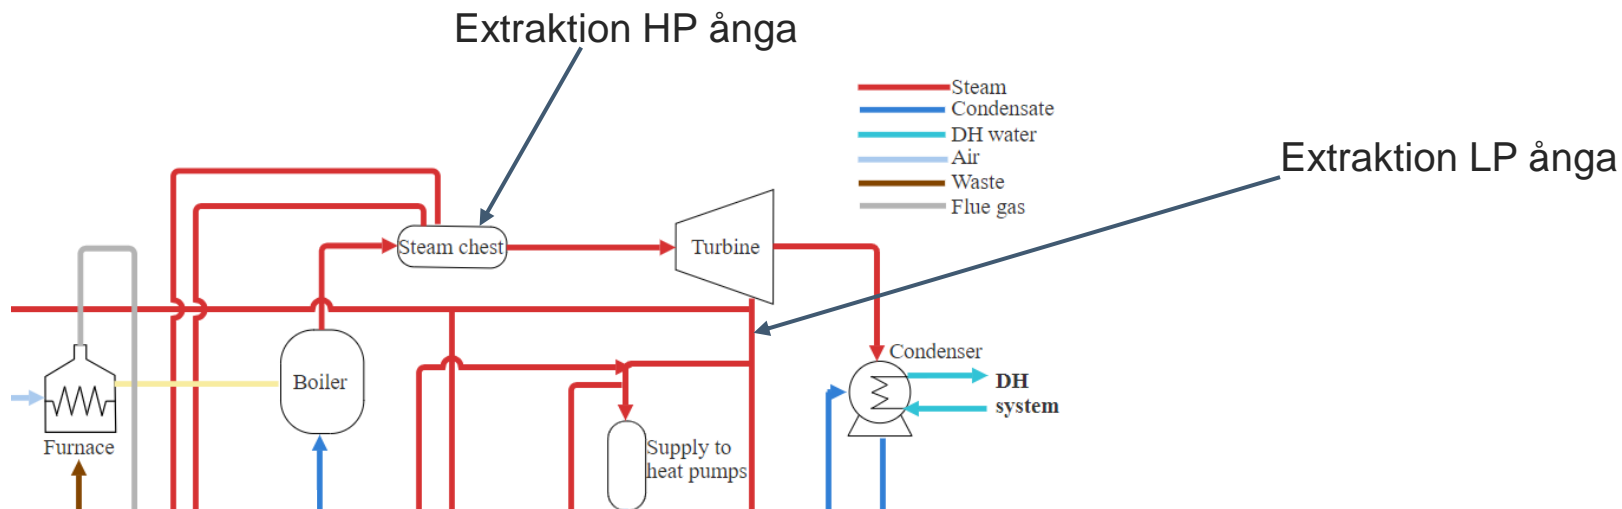 Extraktion HP ånga
Steam
Condensate
DH water
Air
Waste
Flue gas
Extraktion LP ånga
Steam chest
Turbine
Condenser
Boiler
DH
system
Furnace
Supply to
heat pumps